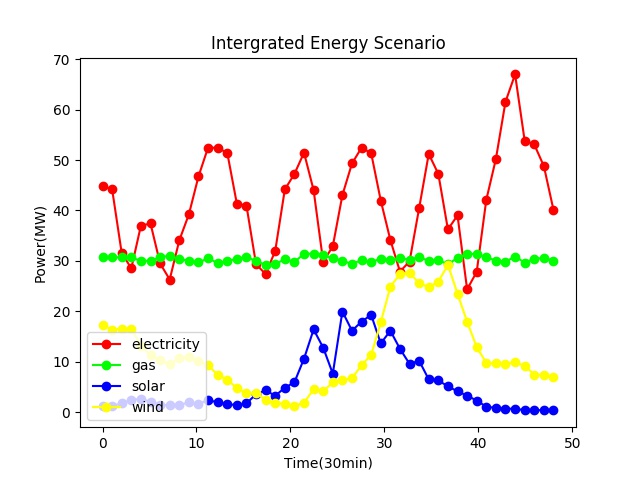 Intergrated Energy Scenario
Power(MW)
70
60
50
40
30
20
10
0
electricity
gas
solar
wind
0 10 20 30 40 50
Time(30min)